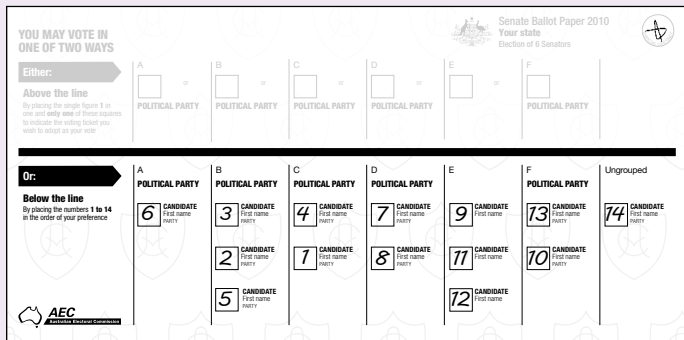 YOU MAY VOTE IN
ONE OF TWO WAYS
Senate Ballot Paper 2010
Your state
Election of 6 Senators
Either:
Above the line
By placing the single figure 1 in
one and only one of these squares
to indicate the voting ticket you
wish to adopt as your vote
A B C D E F
or or or or or
POLITICAL PARTY POLITICAL PARTY POLITICAL PARTY POLITICAL PARTY POLITICAL PARTY
Or:
Below the line
By placing the numbers 1 to 14
in the order of your preference
A B C D E F Ungrouped
POLITICAL PARTY POLITICAL PARTY POLITICAL PARTY POLITICAL PARTY POLITICAL PARTY
6 CANDIDATE 3 CANDIDATE 4 CANDIDATE 7 CANDIDATE 9 CANDIDATE 13 CANDIDATE 14 CANDIDATE
First name First name First name First name First name First name First name
PARTY PARTY PARTY PARTY PARTY PARTY
2 CANDIDATE 1 CANDIDATE 8 CANDIDATE 11 CANDIDATE 10 CANDIDATE
First name First name First name First name First name
PARTY PARTY PARTY PARTY
5 CANDIDATE 12 CANDIDATE
First name First name
PARTY
AEC
Australian Electoral Commission